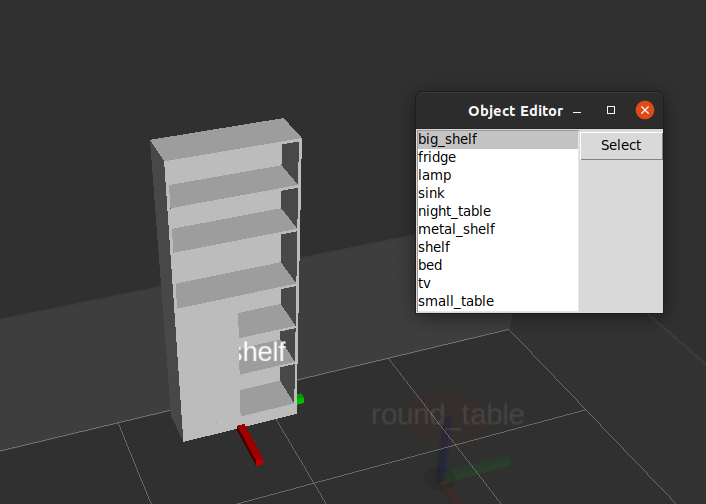 Object Editor
big_shelf
Select
fridge
lamp
sink
night_table
metal_shelf
shelf
bed
tv
small_table
shelf
round_table